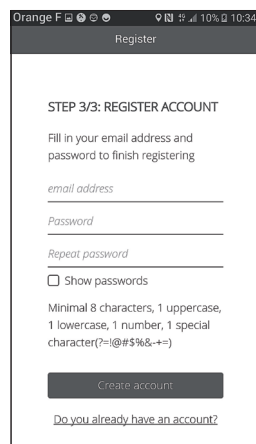 Orange F 10% 10:34
Register
STEP 3/3: REGISTER ACCOUNT
Fill in your email address and
password to finish registering
email address
Password
Repeat password
Show passwords
Minimal 8 characters, 1 uppercase,
1 lowercase, 1 number, 1 special
character(?=!@#$%&-+=)
Create account
Do you already have an account?